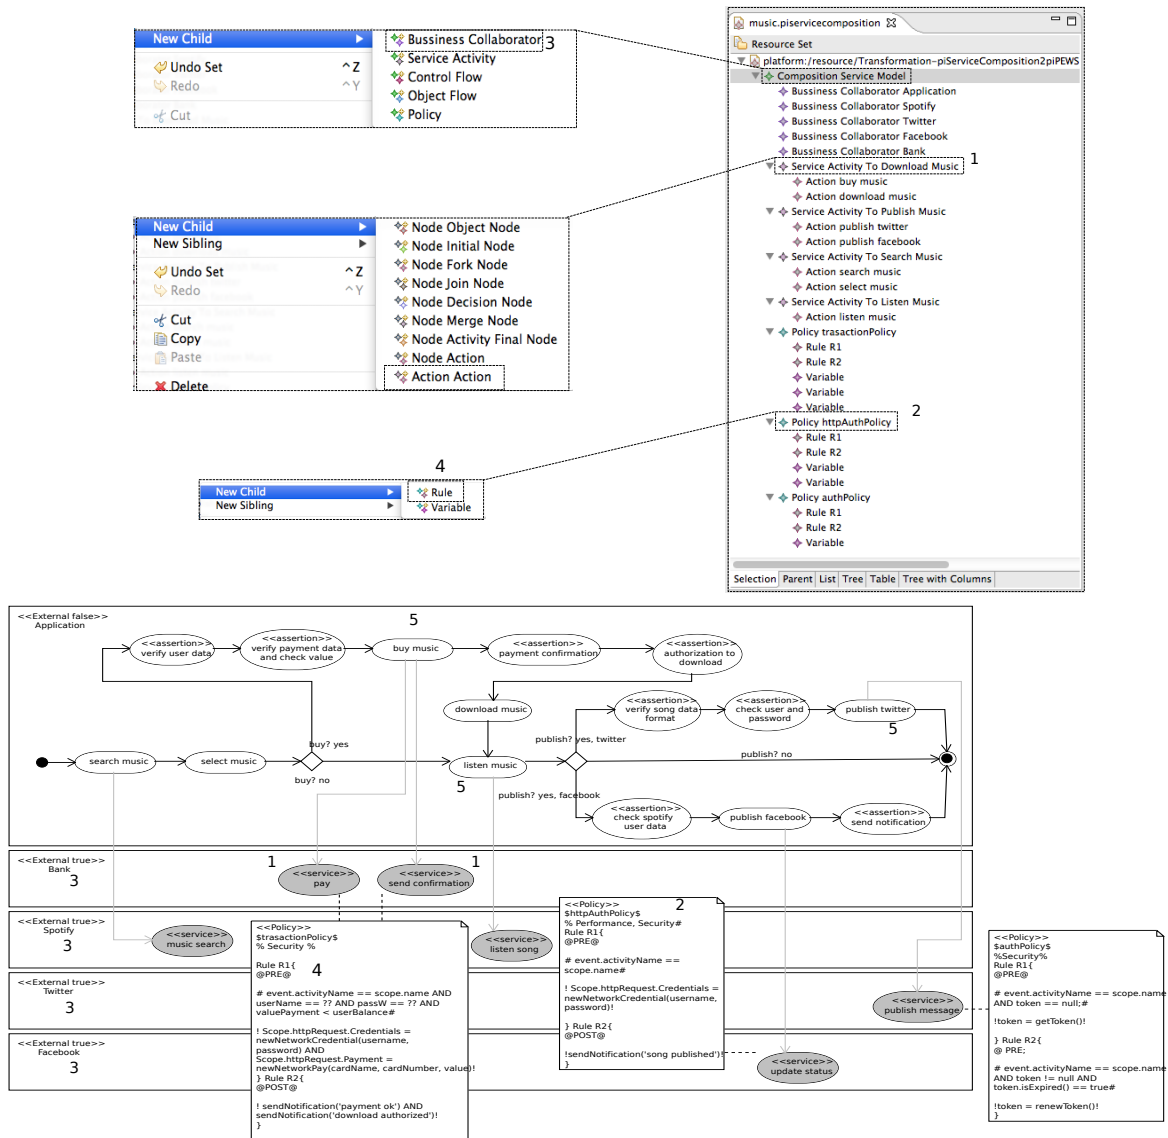 New Child
Undo Set ^Z
Redo ^Y
Cut
Bussiness Collaborator
3
Service Activity
Control Flow
Object Flow
Policy
music.piservicecomposition
Resource Set
platform:/resource/Transformation-piServiceComposition2piPEWS
Composition Service Model
Bussiness Collaborator Application
Bussiness Collaborator Spotify
Bussiness Collaborator Twitter
Bussiness Collaborator Facebook
Bussiness Collaborator Bank
1
Service Activity To Download Music
Action buy music
Action download music
Service Activity To Publish Music
Action publish twitter
Action publish facebook
Service Activity To Search Music
Action search music
Action select music
Service Activity To Listen Music
Action listen music
Policy trasactionPolicy
Rule R1
Rule R2
Variable
Variable
Variable
2
Policy httpAuthPolicy
Rule R1
Rule R2
Variable
Variable
Policy authPolicy
Rule R1
Rule R2
Variable
Selection Parent List Tree Table Tree with Columns
New Child
New Sibling
Undo Set ^Z
Redo ^Y
Cut
Copy
Paste
Delete
Node Object Node
Node Initial Node
Node Fork Node
Node Join Node
Node Decision Node
Node Merge Node
Node Activity Final Node
Node Action
Action Action
4
New Child
New Sibling
Rule
Variable
<<External false>>
Application
5
<<assertion>>
verify user data
<<assertion>>
verify payment data
and check value
buy music
<<assertion>>
payment confirmation
<<assertion>>
authorization to
download
download music
<<assertion>>
verify song data
format
<<assertion>>
check user and
password
publish twitter
5
buy? yes
publish? yes, twitter
publish? no
search music
select music
buy? no
listen music
5
publish? yes, facebook
<<assertion>>
check spotify
user data
publish facebook
<<assertion>>
send notification
<<External true>>
Bank
3
1
<<service>>
pay
1
<<service>>
send confirmation
<<External true>>
Spotify
3
<<service>>
music search
<<service>>
listen song
<<External true>>
Twitter
3
<<service>>
publish message
<<External true>>
Facebook
3
<<service>>
update status
<<Policy>>
$trasactionPolicy$
% Security %
Rule R1{
@PRE@
4
# event.activityName == scope.name AND
userName == ?? AND passW == ?? AND
valuePayment < userBalance#
! Scope.httpRequest.Credentials =
newNetworkCredential(username,
password) AND
Scope.httpRequest.Payment =
newNetworkPay(cardName, cardNumber, value)!
} Rule R2{
@POST@
! sendNotification('payment ok') AND
sendNotification('download authorized')!
}
<<Policy>>
2
$httpAuthPolicy$
% Performance, Security#
Rule R1{
@PRE@
# event.activityName ==
scope.name#
! Scope.httpRequest.Credentials =
newNetworkCredential(username,
password)!
} Rule R2{
@POST@
!sendNotification('song published')!
}
<<Policy>>
$authPolicy$
%Security%
Rule R1{
@PRE@
# event.activityName == scope.name
AND token == null;#
!token = getToken()!
} Rule R2{
@ PRE;
# event.activityName == scope.name
AND token != null AND
token.isExpired() == true#
!token = renewToken()!
}